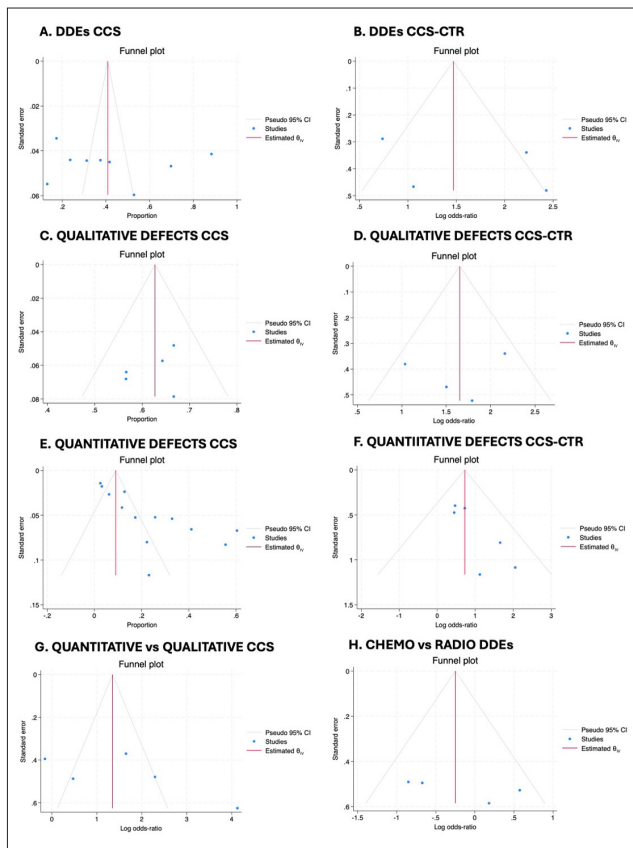 A. DDEs CCS
Funnel plot
Standard error
0
.02
.04
.06
.2
.4
.6
.8
1
Proportion
Pseudo 95% CI
Studies
Estimated θIV
B. DDEs CCS-CTR
Funnel plot
Standard error
0
.1
.2
.3
.4
.5
.5
1
1.5
2
2.5
Log odds-ratio
Pseudo 95% CI
Studies
Estimated θIV
C. QUALITATIVE DEFECTS CCS
Funnel plot
Standard error
0
.02
.04
.06
.08
.4
.5
.6
.7
.8
Proportion
Pseudo 95% CI
Studies
Estimated θIV
D. QUALITATIVE DEFECTS CCS-CTR
Funnel plot
Standard error
0
.1
.2
.3
.4
.5
.5
1
1.5
2
2.5
Log odds-ratio
Pseudo 95% CI
Studies
Estimated θIV
E. QUANTITATIVE DEFECTS CCS
Funnel plot
Standard error
0
.05
.1
.15
-.2
0
.2
.4
.6
Proportion
Pseudo 95% CI
Studies
Estimated θIV
F. QUANTIITATIVE DEFECTS CCS-CTR
Funnel plot
Standard error
0
.5
1
1.5
-2
-1
0
1
2
3
Log odds-ratio
Pseudo 95% CI
Studies
Estimated θIV
G. QUANTITATIVE vs QUALITATIVE CCS
Funnel plot
Standard error
0
.2
.4
.6
0
1
2
3
4
Log odds-ratio
Pseudo 95% CI
Studies
Estimated θIV
H. CHEMO vs RADIO DDEs
Funnel plot
Standard error
0
.2
.4
.6
-1.5
-1
-.5
0
.5
1
Log odds-ratio
Pseudo 95% CI
Studies
Estimated θIV